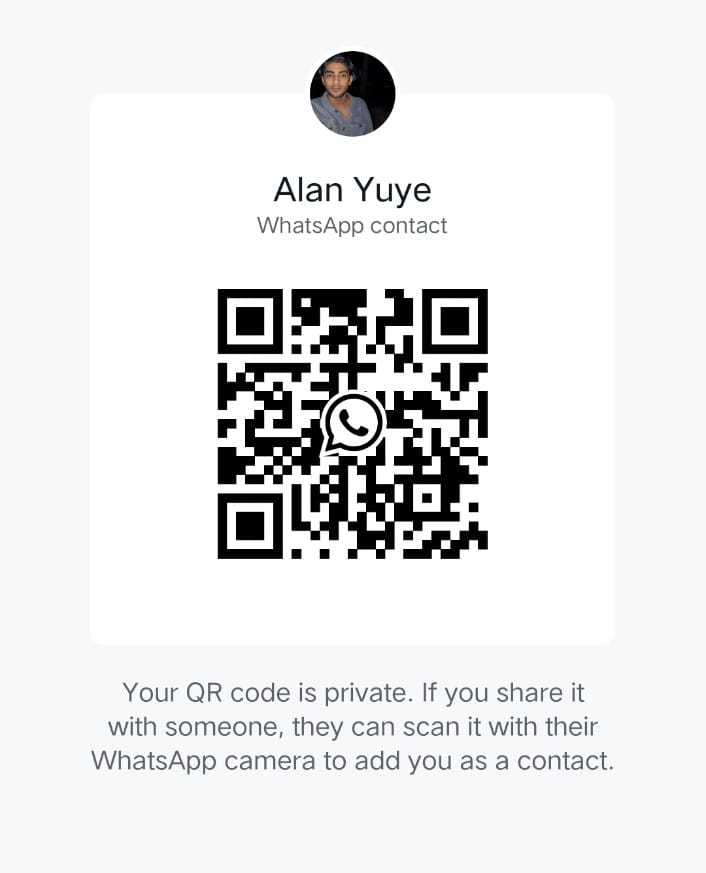 Alan Yuye
WhatsApp contact
Your QR code is private. If you share it
with someone, they can scan it with their
WhatsApp camera to add you as a contact.